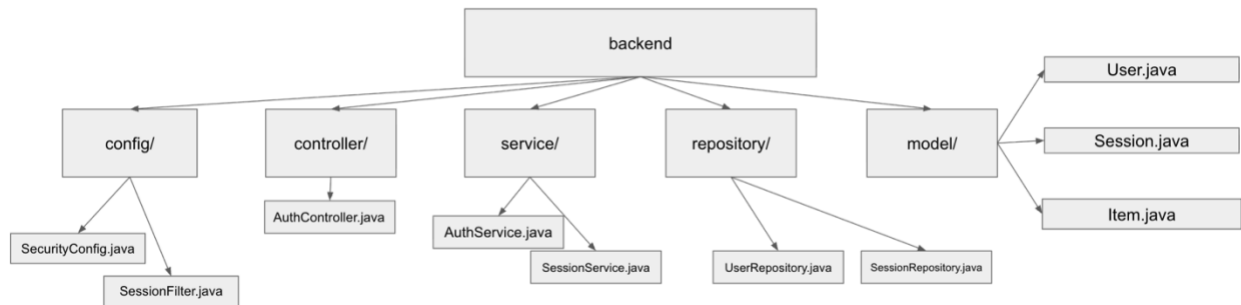 backend
config/
controller/
service/
repository/
model/
User.java
Session.java
Item.java
AuthController.java
AuthService.java
SecurityConfig.java
SessionFilter.java
SessionService.java
UserRepository.java
SessionRepository.java